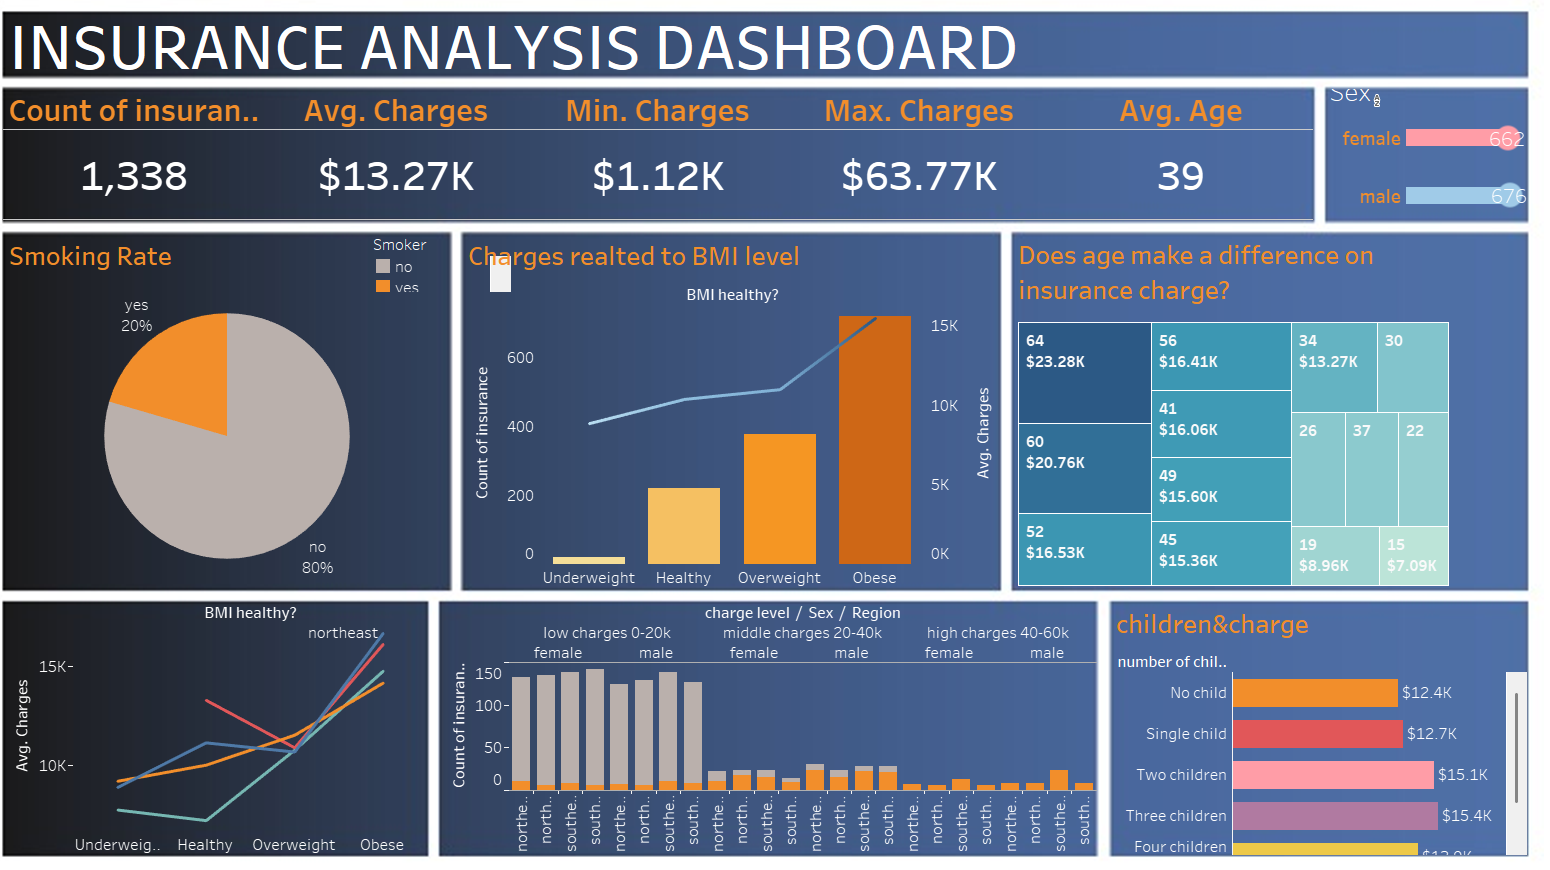 INSURANCE ANALYSIS DASHBOARD
Count of insuran.. Avg. Charges Min. Charges Max. Charges Avg. Age
1,338 $13.27K $1.12K $63.77K 39
Sex
female 662
male 676
Smoking Rate
Smoker
no
yes
yes
20%
no
80%
Charges realted to BMI level
BMI healthy?
Count of insurance
600
400
200
0
15K
10K
5K
0K
Avg. Charges
Underweight Healthy Overweight Obese
Does age make a difference on
insurance charge?
64
$23.28K
60
$20.76K
52
$16.53K
56
$16.41K
41
$16.06K
49
$15.60K
45
$15.36K
34
$13.27K
30
26
37
22
19
$8.96K
15
$7.09K
BMI healthy?
northeast
Avg. Charges
15K
10K
Underweig.. Healthy Overweight Obese
charge level / Sex / Region
low charges 0-20k middle charges 20-40k high charges 40-60k
female male female male female male
Count of insuran..
150
100
50
0
northe.. north.. southe.. south.. northe.. north.. southe.. south.. northe.. north.. southe.. south.. northe.. north.. southe.. south.. northe.. north.. southe.. south.. northe.. north.. southe.. south..
children&charge
number of chil..
No child $12.4K
Single child $12.7K
Two children $15.1K
Three children $15.4K
Four children